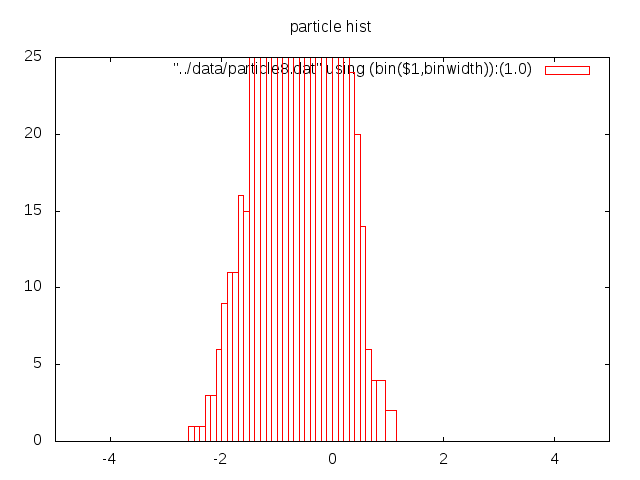 particle hist
"../data/particle8.dat" using (bin($1,binwidth)):(1.0)
25
20
15
10
5
0
-4 -2 0 2 4